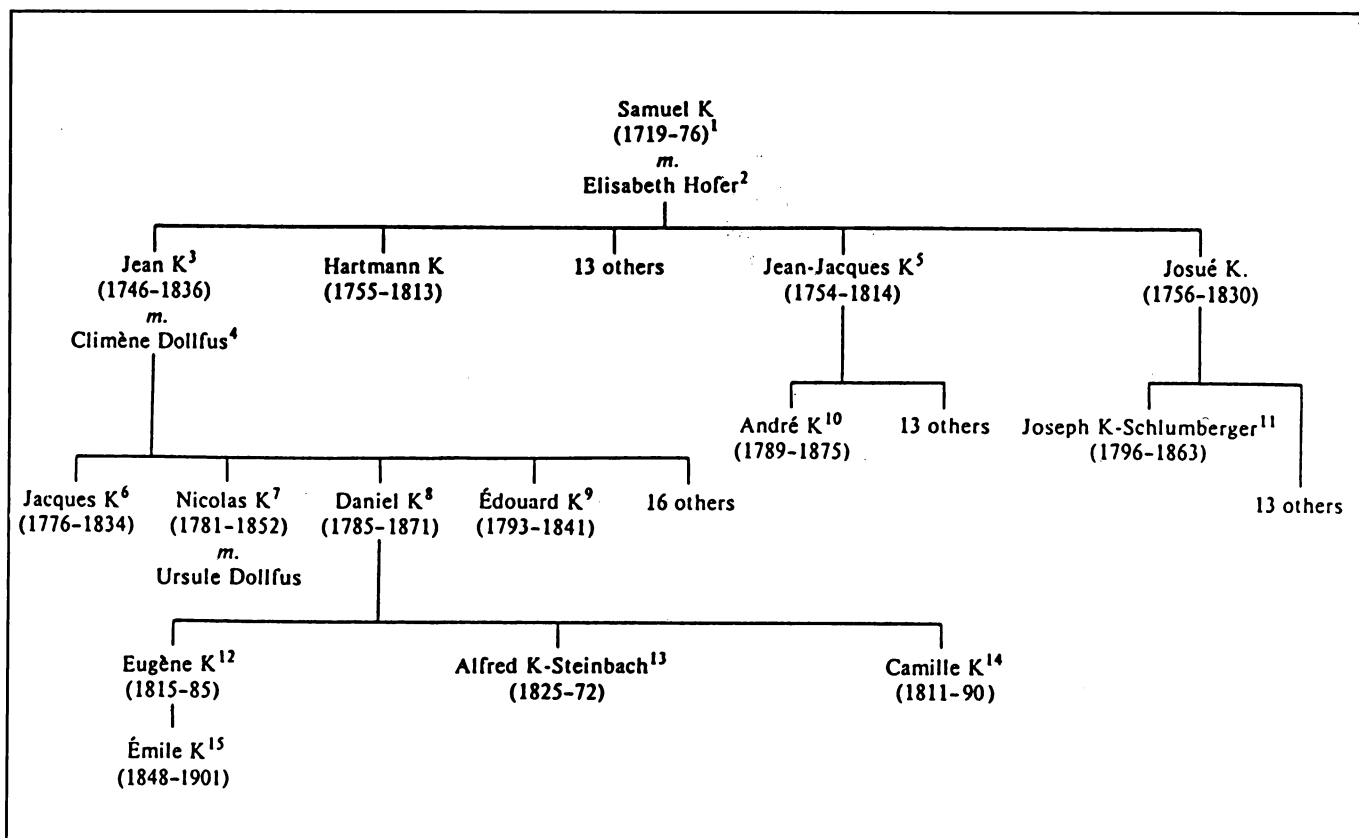 Samuel K
(1719-76)¹
m.
Elisabeth Hofer²
Jean K³
(1746-1836)
m.
Climène Dollfus⁴
Hartmann K
(1755-1813)
13 others
Jean-Jacques K⁵
(1754-1814)
Josué K.
(1756-1830)
André K¹⁰
(1789-1875)
13 others
Joseph K-Schlumberger¹¹
(1796-1863)
13 others
Jacques K⁶
(1776-1834)
Nicolas K⁷
(1781-1852)
m.
Ursule Dollfus
Daniel K⁸
(1785-1871)
Édouard K⁹
(1793-1841)
16 others
Eugène K¹²
(1815-85)
Alfred K-Steinbach¹³
(1825-72)
Camille K¹⁴
(1811-90)
Émile K¹⁵
(1848-1901)